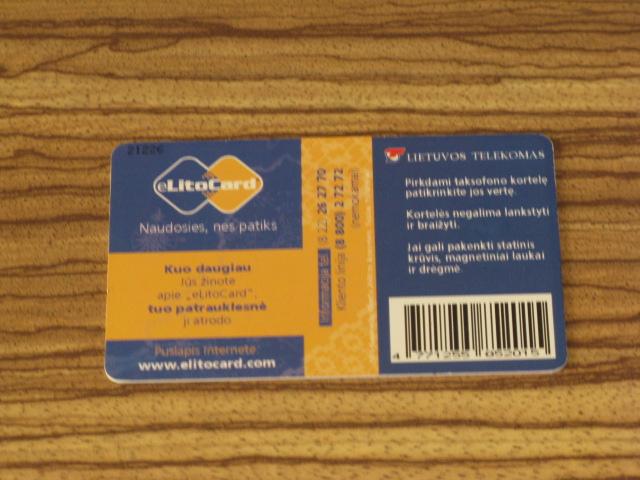 21226
eLitoCard
Naudosies, nes patiks
Kuo daugiau
Jūs žinote
apie „eLitoCard",
tuo patrauklesnė
ji atrodo
Puslapis Internete:
www.elitocard.com
Informacija tel. (8 22) 26 27 70
Kliento linija (8 800) 2 72 72
(nemokamai)
LIETUVOS TELEKOMAS
Pirkdami taksofono kortelę
patikrinkite jos vertę.
Kortelės negalima lankstyti
ir braižyti.
Jai gali pakenkti statinis
krūvis, magnetiniai laukai
ir drėgmė.
4 771255 052015